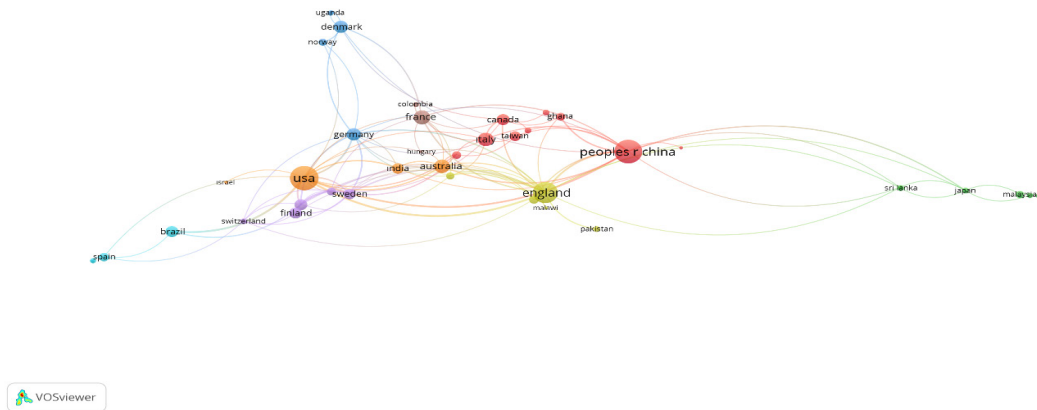 uganda
denmark
norway
colombia
france
canada
ghana
germany
italy
taiwan
hungary
peoples r china
india
australia
usa
israel
sweden
england
sri lanka
japan
malaysia
malawi
finland
switzerland
pakistan
brazil
spain
VOSviewer